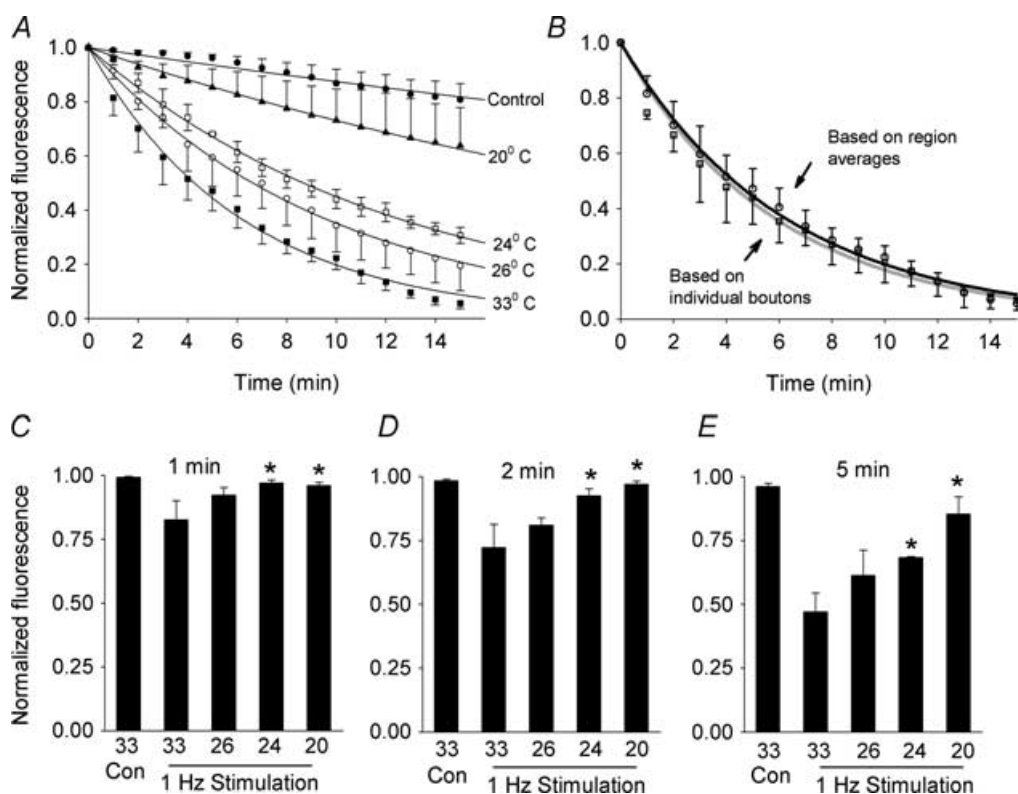 A
Normalized fluorescence
1.0
0.8
0.6
0.4
0.2
0.0
Control
20⁰ C
24⁰ C
26⁰ C
33⁰ C
0 2 4 6 8 10 12 14
Time (min)
B
1.0
0.8
0.6
0.4
0.2
0.0
Based on region
averages
Based on
individual boutons
0 2 4 6 8 10 12 14
Time (min)
C
Normalized fluorescence
1 min
1.00
0.75
0.50
0.25
0.00
* *
33 33 26 24 20
Con
1 Hz Stimulation
D
2 min
1.00
0.75
0.50
0.25
0.00
* *
33 33 26 24 20
Con
1 Hz Stimulation
E
5 min
1.00
0.75
0.50
0.25
0.00
* *
33 33 26 24 20
Con
1 Hz Stimulation